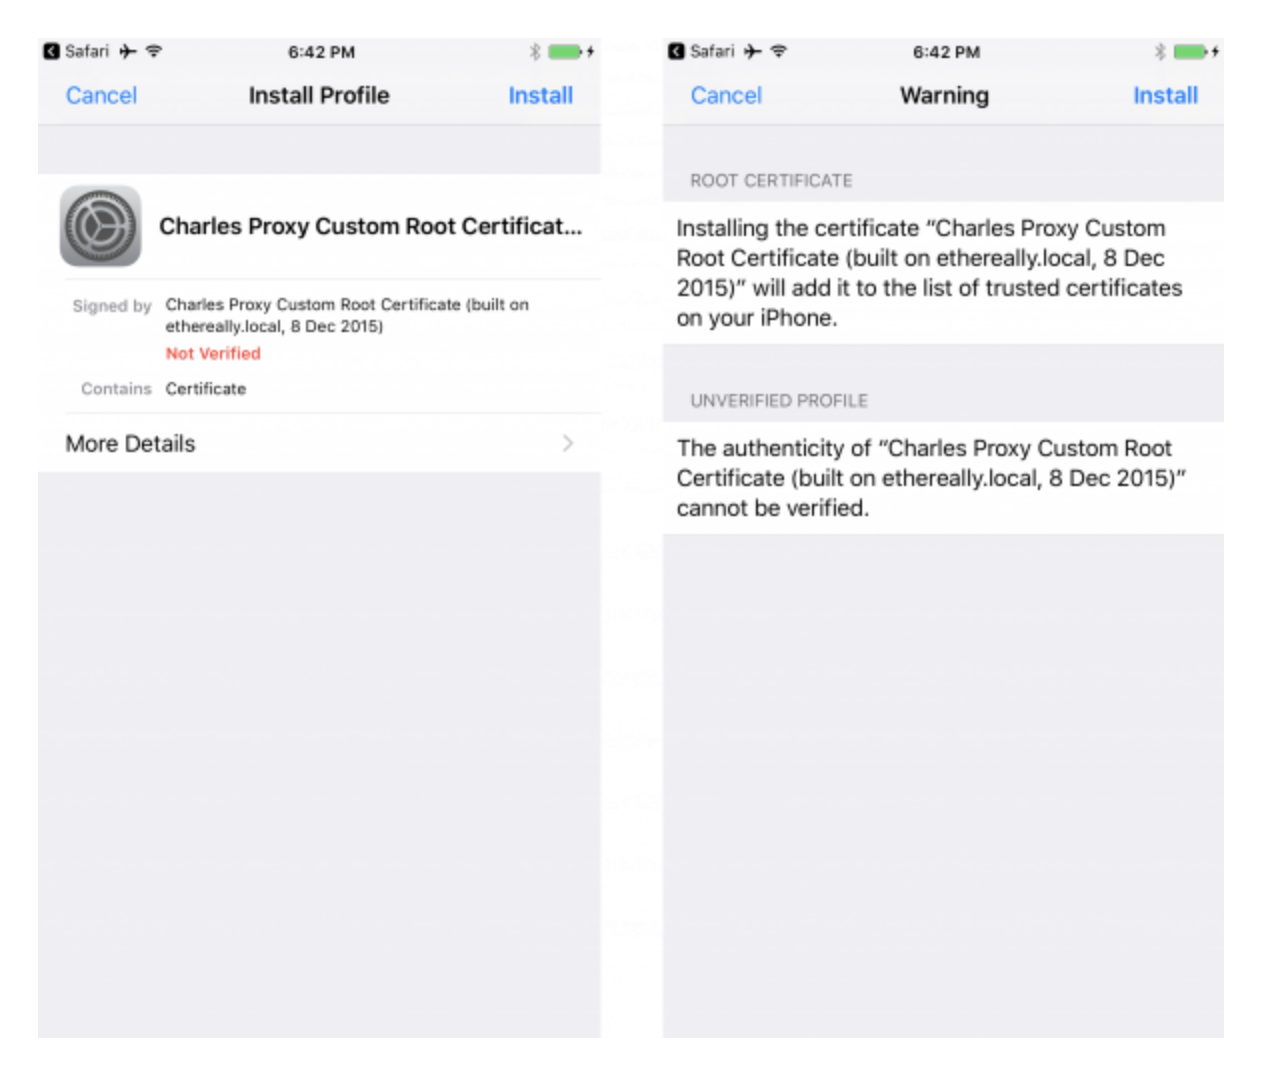 Safari
6:42 PM
Cancel
Install Profile
Install
Charles Proxy Custom Root Certificat...
Signed by
Charles Proxy Custom Root Certificate (built on
ethereally.local, 8 Dec 2015)
Not Verified
Contains
Certificate
More Details
Safari
6:42 PM
Cancel
Warning
Install
ROOT CERTIFICATE
Installing the certificate “Charles Proxy Custom
Root Certificate (built on ethereally.local, 8 Dec
2015)” will add it to the list of trusted certificates
on your iPhone.
UNVERIFIED PROFILE
The authenticity of “Charles Proxy Custom Root
Certificate (built on ethereally.local, 8 Dec 2015)”
cannot be verified.